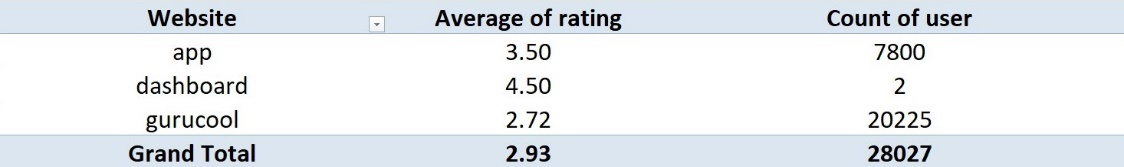 Website Average of rating Count of user
app 3.50 7800
dashboard 4.50 2
gurucool 2.72 20225
Grand Total 2.93 28027